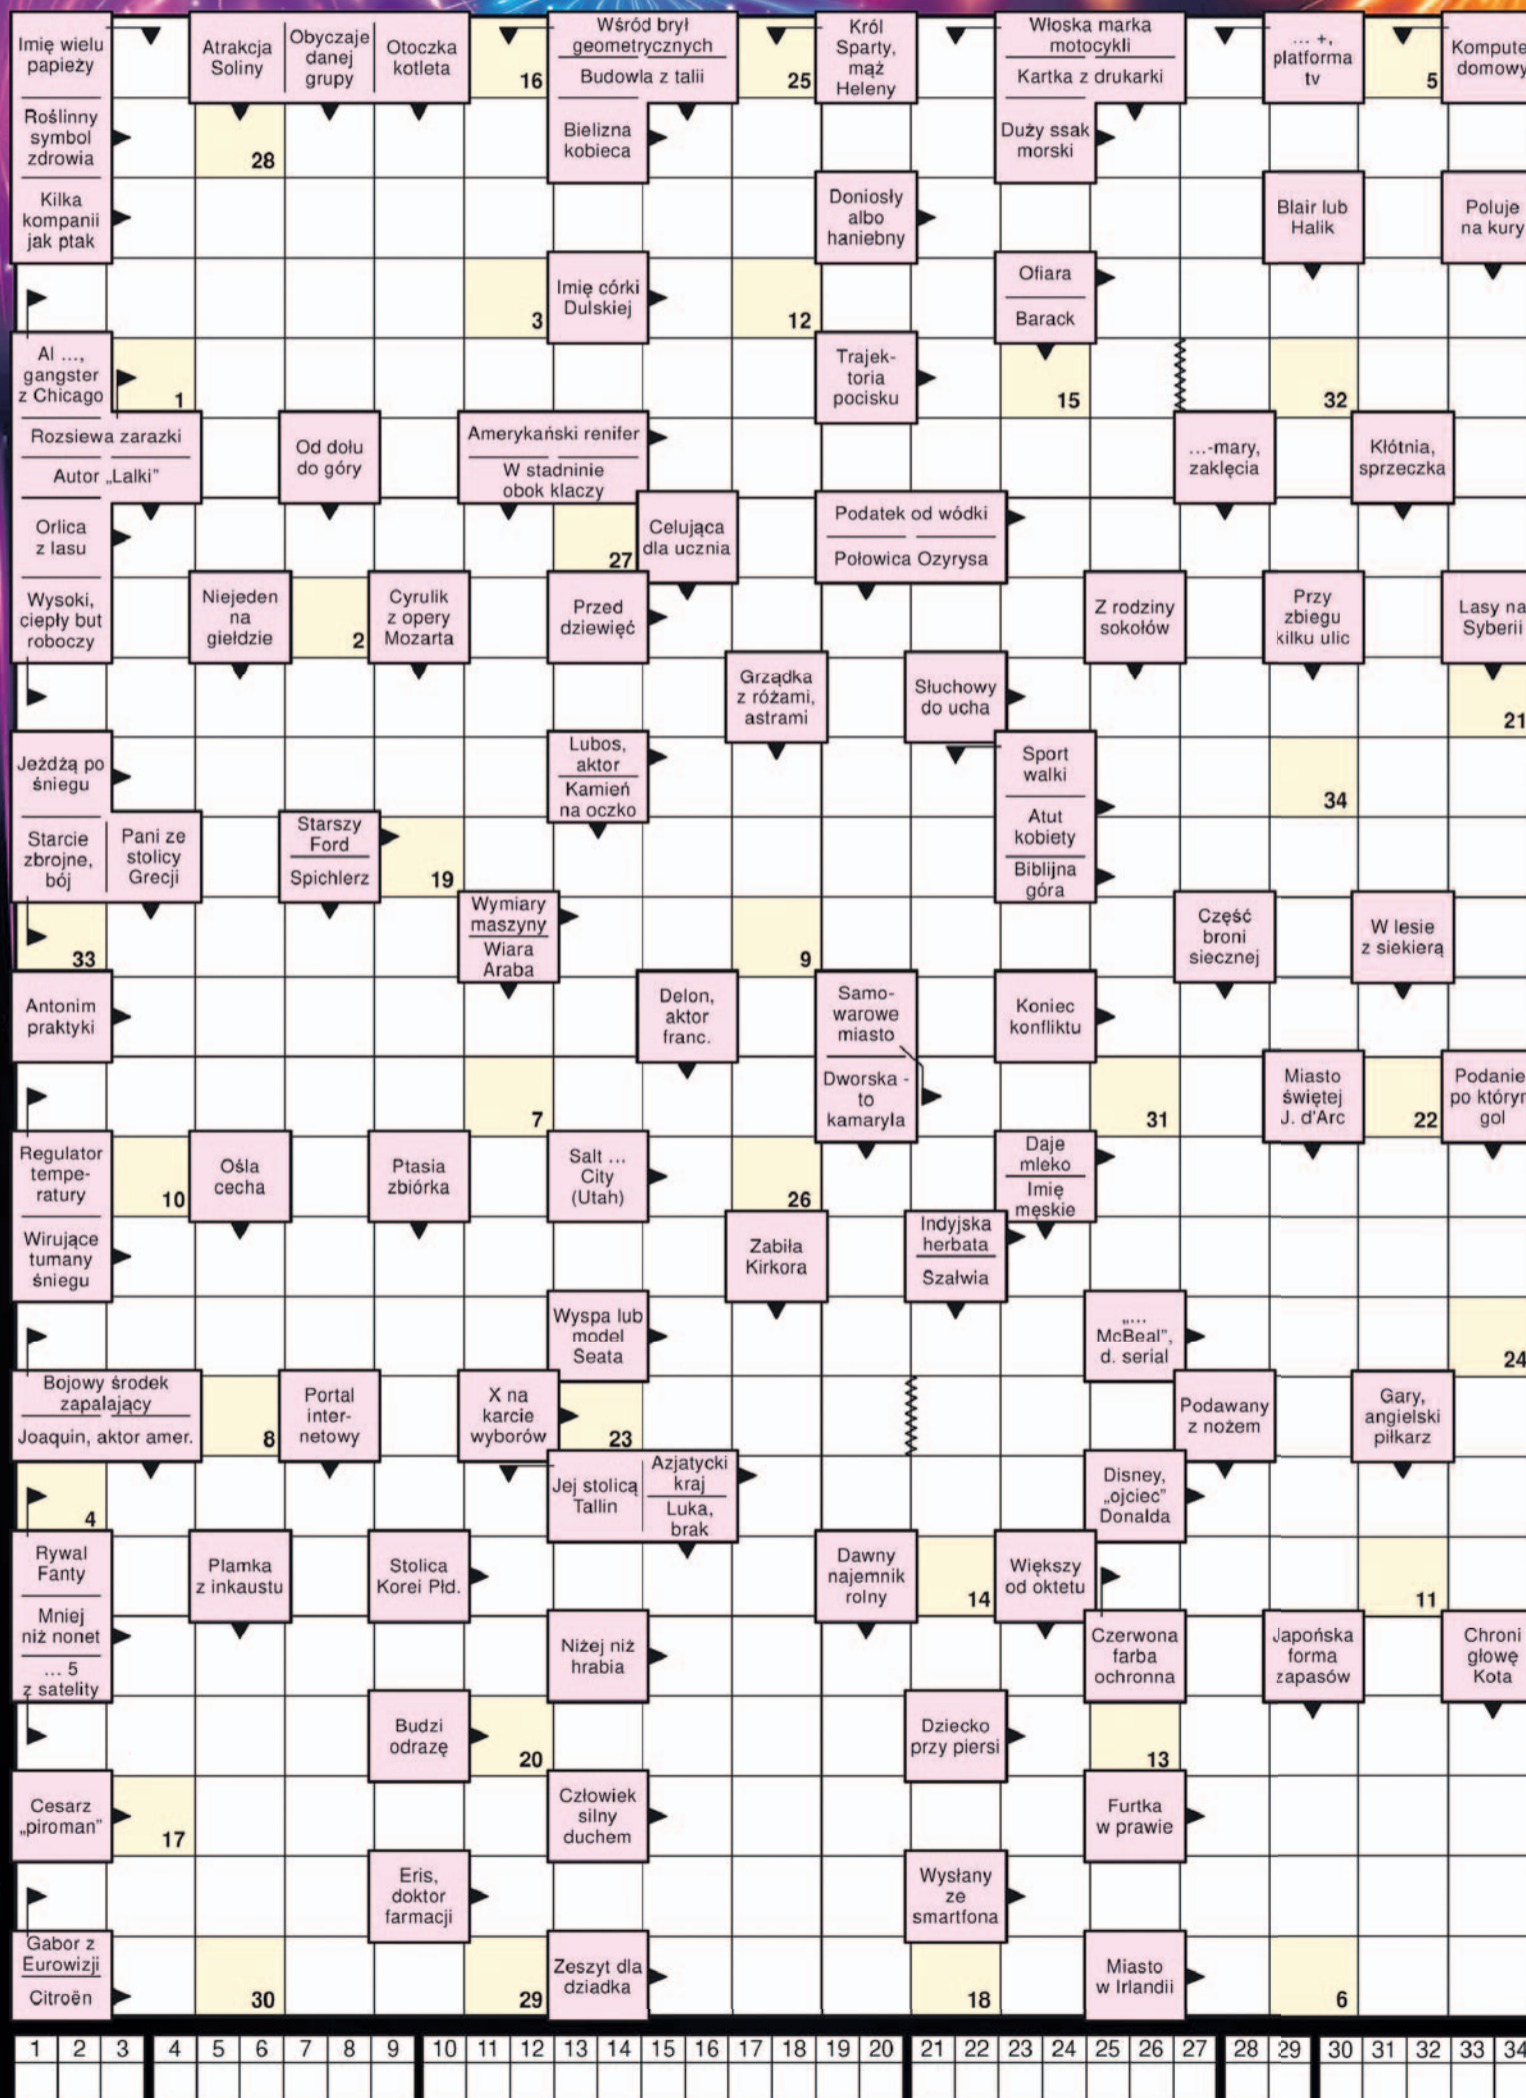 Imię wielu
papieży
Atrakcja
Soliny
Obyczaje
danej
grupy
Otoczka
kotleta
16
Wśród brył
geometrycznych
Budowla z talii
25
Król
Sparty,
mąż
Heleny
Włoska marka
motocykli
Kartka z drukarki
... +,
platforma
tv
5
domowy
Roślinny
symbol
zdrowia
28
Bielizna
kobieca
Duży ssak
morski
Kilka
kompanii
jak ptak
Doniosły
albo
haniebny
Blair lub
Halik
Poluje
na kury
3
Imię córki
Dulskiej
12
Ofiara
Barack
Al ...,
gangster
z Chicago
1
Trajek-
toria
pocisku
15
32
Rozsiewa zarazki
Autor „Lalki”
Od dołu
do góry
Amerykański renifer
W stadninie
obok klaczy
...-mary,
zaklęcia
Kłótnia,
sprzeczka
Orlica
z lasu
27
Celująca
dla ucznia
Podatek od wódki
Połowica Ozyrysa
Wysoki,
ciepły but
roboczy
Niejeden
na
giełdzie
2
Cyrulik
z opery
Mozarta
Przed
dziewięć
Z rodziny
sokołów
Przy
zbiegu
kilku ulic
Lasy na
Syberii
Grządka
z różami,
astrami
Słuchowy
do ucha
21
Jeżdżą po
śniegu
Lubos,
aktor
Kamień
na oczko
Sport
walki
Atut
kobiety
Biblijna
góra
34
Starcie
zbrojne,
bój
Pani ze
stolicy
Grecji
Starszy
Ford
Spichlerz
19
33
Wymiary
maszyny
Wiara
Araba
9
Część
broni
siecznej
W lesie
z siekierą
Antonim
praktyki
Delon,
aktor
franc.
Samo-
warowe
miasto
Dworska -
to
kamaryla
Koniec
konfliktu
7
31
Miasto
świętej
J. d'Arc
22
Podanie
po
gol
Regulator
tempe-
ratury
10
Ośla
cecha
Ptasia
zbiórka
Salt ...
City
(Utah)
26
Daje
mleko
Imię
męskie
Wirujące
tumany
śniegu
Zabiła
Kirkora
Indyjska
herbata
Szałwia
Wyspa lub
model
Seata
„...
McBeal”,
d. serial
24
Bojowy środek
zapalający
Joaquin, aktor amer.
8
Portal
inter-
netowy
X na
karcie
wyborów
23
Podawany
z nożem
Gary,
angielski
piłkarz
4
Jej stolicą
Tallin
Azjatycki
kraj
Luka,
brak
Disney,
„ojciec”
Donalda
Rywal
Fanty
Mniej
niż nonet
... 5
z satelity
Plamka
z inkaustu
Stolica
Korei Płd.
Dawny
najemnik
rolny
14
Większy
od oktetu
11
Niżej niż
hrabia
Czerwona
farba
ochronna
Japońska
forma
zapasów
Chroni
głowę
Kota
Budzi
odrazę
20
Dziecko
przy piersi
13
Cesarz
„piroman”
17
Człowiek
silny
duchem
Furtka
w prawie
Eris,
doktor
farmacji
Wysłany
ze
smartfona
Gabor z
Eurowizji
Citroën
30
29
Zeszyt dla
dziadka
18
Miasto
w Irlandii
6
1 2 3 4 5 6 7 8 9 10 11 12 13 14 15 16 17 18 19 20 21 22 23 24 25 26 27 28 29 30 31 32 33 34